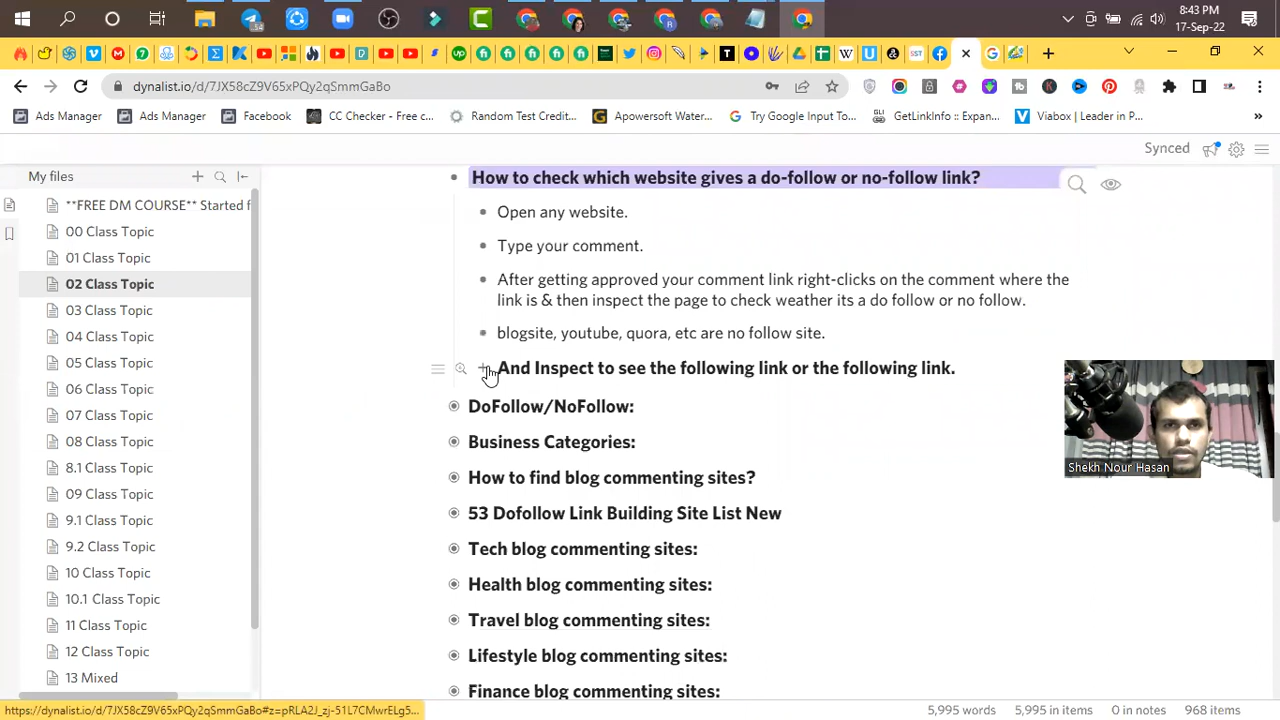 54
8:43 PM
17-Sep-22
dynalist.io/d/7JX58cZ9V65xPQy2qSmmGaBo
Ads Manager
Ads Manager
Facebook
CC Checker - Free c...
Random Test Credit...
Apowersoft Web...
Try Google Input To...
GetLinkInfo :: Expan...
Viabox | Leader in P...
Synced
My files
**FREE DM COURSE** Started f
00 Class Topic
01 Class Topic
02 Class Topic
03 Class Topic
04 Class Topic
05 Class Topic
06 Class Topic
07 Class Topic
08 Class Topic
8.1 Class Topic
09 Class Topic
9.1 Class Topic
9.2 Class Topic
10 Class Topic
10.1 Class Topic
11 Class Topic
12 Class Topic
13 Mixed
How to check which website gives a do-follow or no-follow link?
Open any website.
Type your comment.
After getting approved your comment link right-clicks on the comment where the
link is & then inspect the page to check weather its a do follow or no follow.
blogsite, youtube, quora, etc are no follow site.
And Inspect to see the following link or the following link.
DoFollow/NoFollow:
Business Categories:
How to find blog commenting sites?
53 Dofollow Link Building Site List New
Tech blog commenting sites:
Health blog commenting sites:
Travel blog commenting sites:
Lifestyle blog commenting sites:
Finance blog commenting sites:
Shekh Nour Hasan
https://dynalist.io/d/7JX58cZ9V65xPQy2qSmmGaBo#z=pRLA2J_zj-51L7CMwrELg5...
5,995 words
5,995 in items
0 in notes
968 items